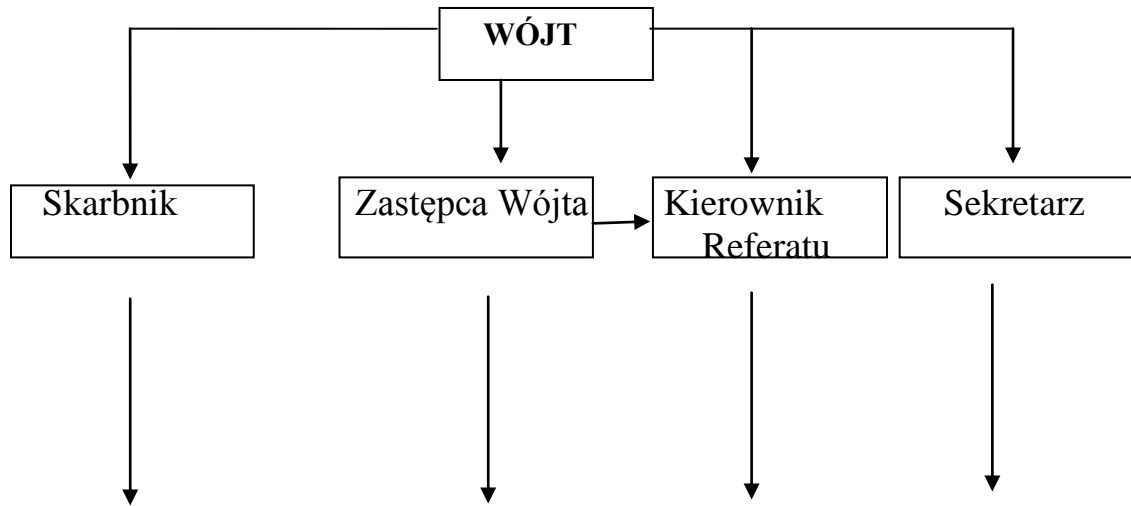 WÓJT
Skarbnik
Zastępca Wójta
Kierownik
Referatu
Sekretarz